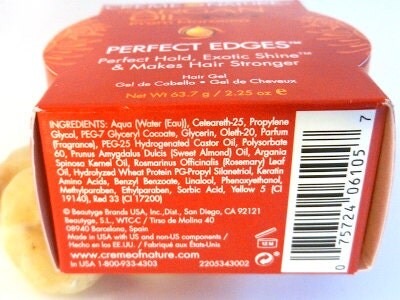 PERFECT EDGES™
Perfect Hold, Exotic Shine™
& Makes Hair Stronger
Hair Gel
Gel de Cabello • Gel de Cheveux
Net Wt 63.7 g / 2.25 oz
INGREDIENTS: Aqua (Water (Eau)), Ceteareth-25, Propylene
Glycol, PEG-7 Glyceryl Cocoate, Glycerin, Oleth-20, Parfum
(Fragrance), PEG-25 Hydrogenated Castor Oil, Polysorbate
60, Prunus Amygdalus Dulcis (Sweet Almond) Oil, Argania
Spinosa Kernel Oil, Rosmarinus Officinalis (Rosemary) Leaf
Oil, Hydrolyzed Wheat Protein PG-Propyl Silanetriol, Keratin
Amino Acids, Benzyl Benzoate, Linalool, Phenoxyethanol,
Methylparaben, Ethylparaben, Sorbic Acid, Yellow 5 (CI
19140), Red 33 (CI 17200)
© Beautyge Brands USA, Inc.,Dist., San Diego, CA 92121
Beautyge, S.L., WTCC / Tirso de Molina 40
08940 Barcelona, Spain
Made in USA with US and non-US components /
Hecho en los EE.UU. / Fabriqué aux États-Unis
www.cremeofnature.com
In USA 1-800-933-4303
2205343002
12 M
0 75724 06105 7